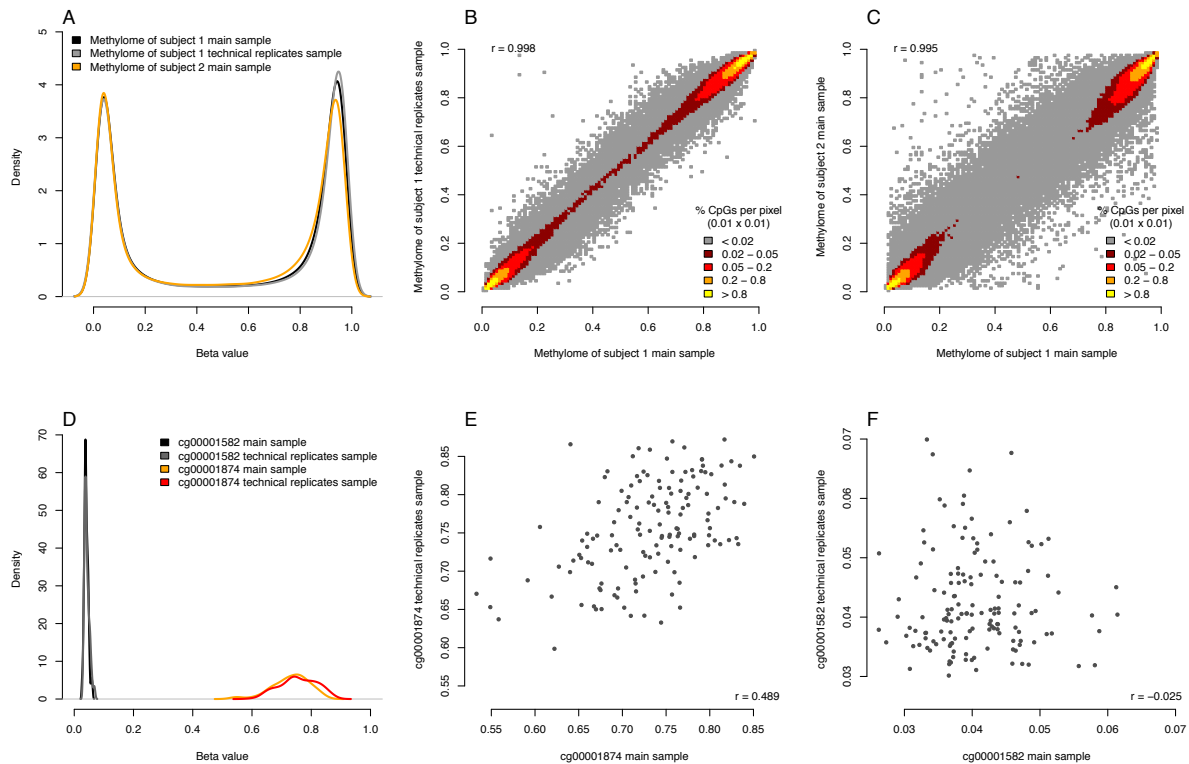 A
Methylome of subject 1 main sample
Methylome of subject 1 technical replicates sample
Methylome of subject 2 main sample
Density
0 1 2 3 4 5
0.0 0.2 0.4 0.6 0.8 1.0
Beta value
B
r = 0.998
Methylome of subject 1 technical replicates sample
0.0 0.2 0.4 0.6 0.8 1.0
% CpGs per pixel
(0.01 x 0.01)
< 0.02
0.02 − 0.05
0.05 − 0.2
0.2 − 0.8
> 0.8
0.0 0.2 0.4 0.6 0.8 1.0
Methylome of subject 1 main sample
C
r = 0.995
Methylome of subject 2 main sample
0.0 0.2 0.4 0.6 0.8 1.0
% CpGs per pixel
(0.01 x 0.01)
< 0.02
0.02 − 0.05
0.05 − 0.2
0.2 − 0.8
> 0.8
0.0 0.2 0.4 0.6 0.8 1.0
Methylome of subject 1 main sample
D
cg00001582 main sample
cg00001582 technical replicates sample
cg00001874 main sample
cg00001874 technical replicates sample
Density
0 10 20 30 40 50 60 70
0.0 0.2 0.4 0.6 0.8 1.0
Beta value
E
cg00001874 technical replicates sample
0.55 0.60 0.65 0.70 0.75 0.80 0.85
r = 0.489
0.55 0.60 0.65 0.70 0.75 0.80 0.85
cg00001874 main sample
F
cg00001582 technical replicates sample
0.03 0.04 0.05 0.06 0.07
r = −0.025
0.03 0.04 0.05 0.06 0.07
cg00001582 main sample